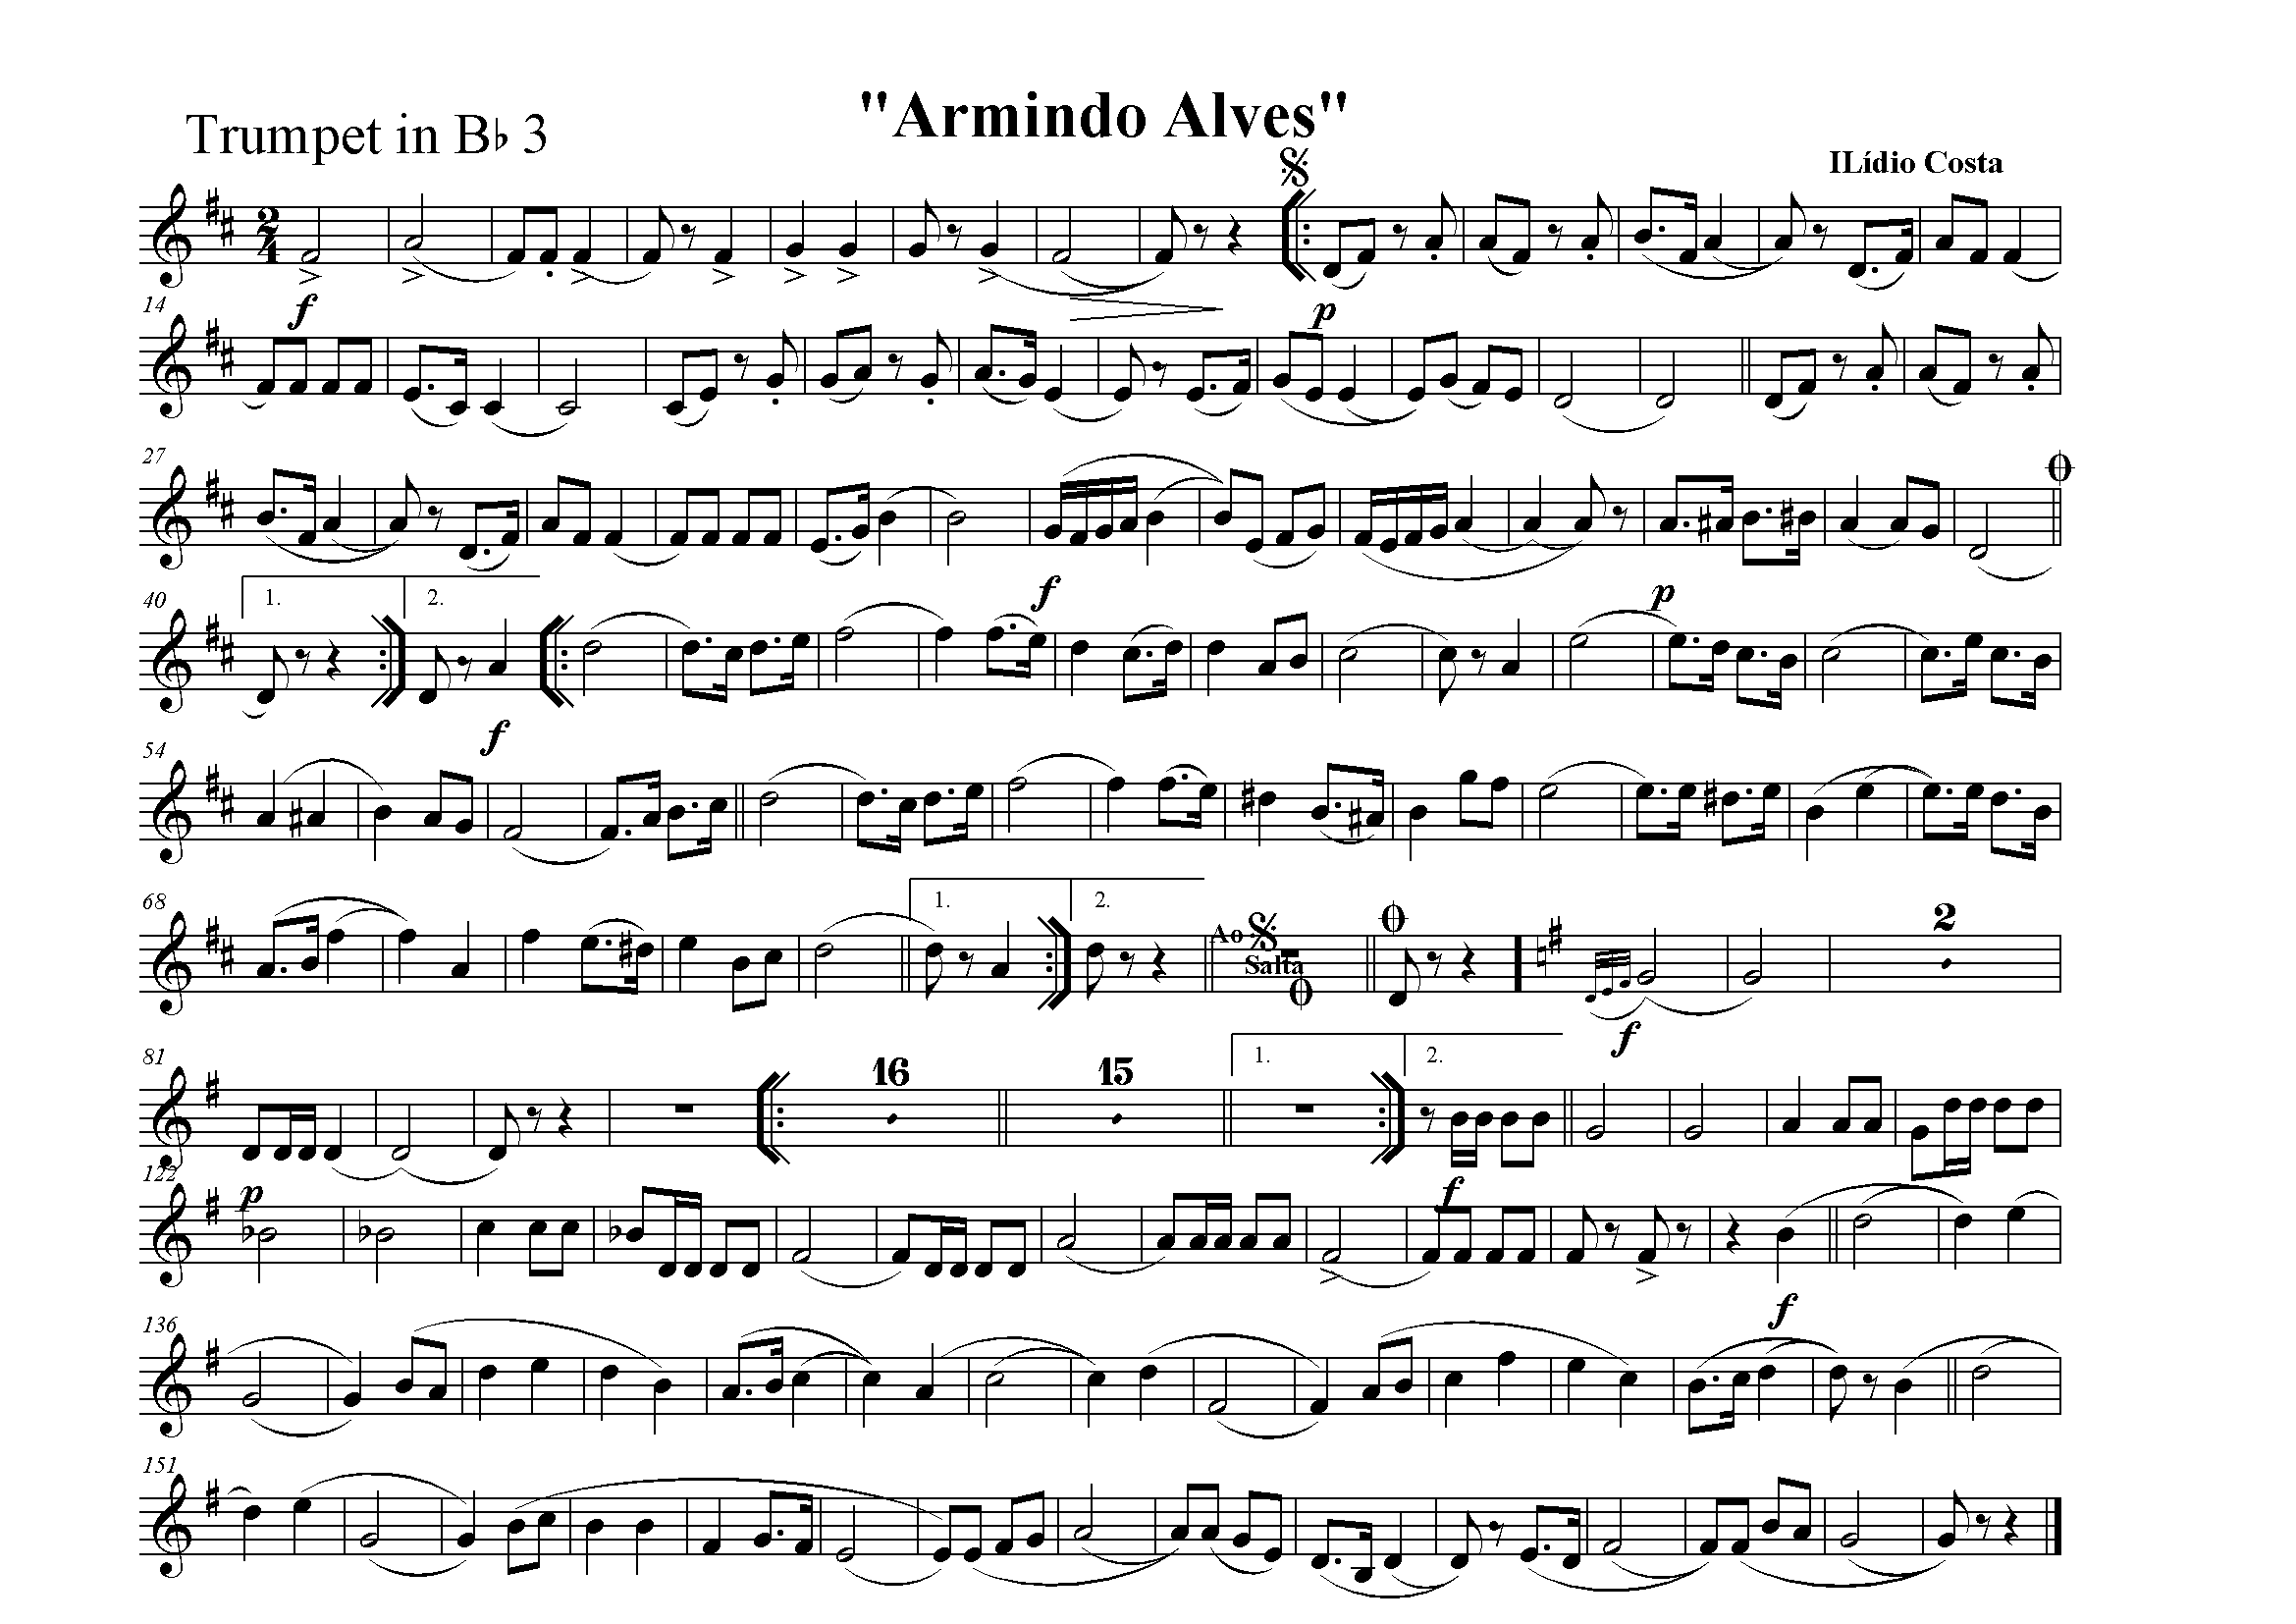 "Armindo Alves"
Trumpet in B♭ 3
ILídio Costa
2
4
f
p
14
27
f
p
40
1.
2.
f
54
68
1.
2.
Ao
Salta
f
2
81
16
15
1.
2.
p
f
122
f
136
151